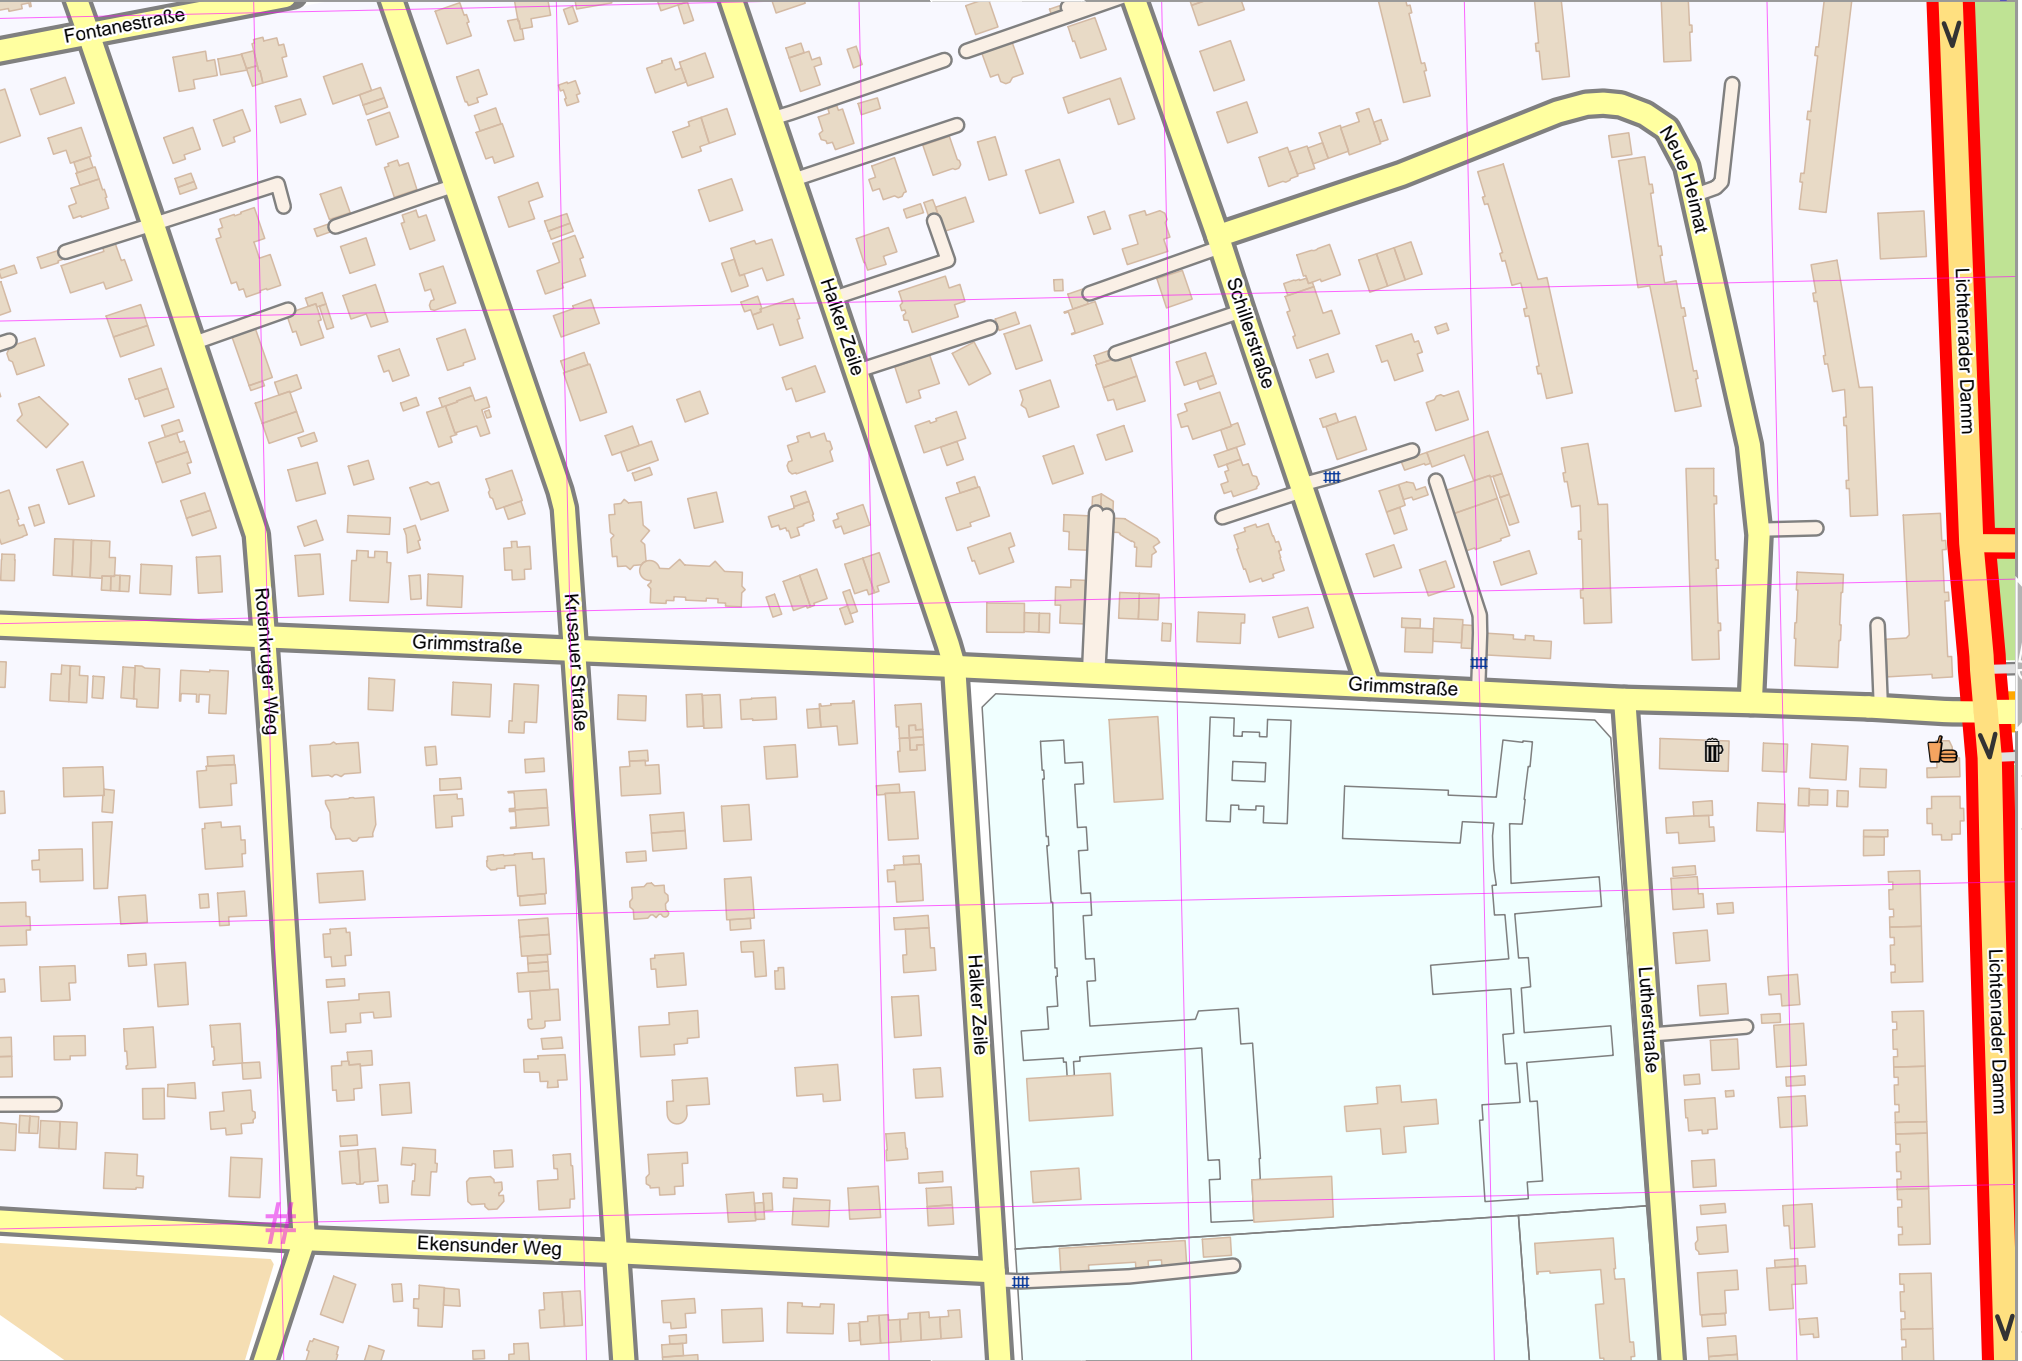 Fontanestraße
Neue Heimat
Lichtenrader Damm
Halker Zeile
Schillerstraße
Rotenkruger Weg
Krusauer Straße
Grimmstraße
Grimmstraße
Halker Zeile
Lutherstraße
Lichtenrader Damm
Ekensunder Weg
#